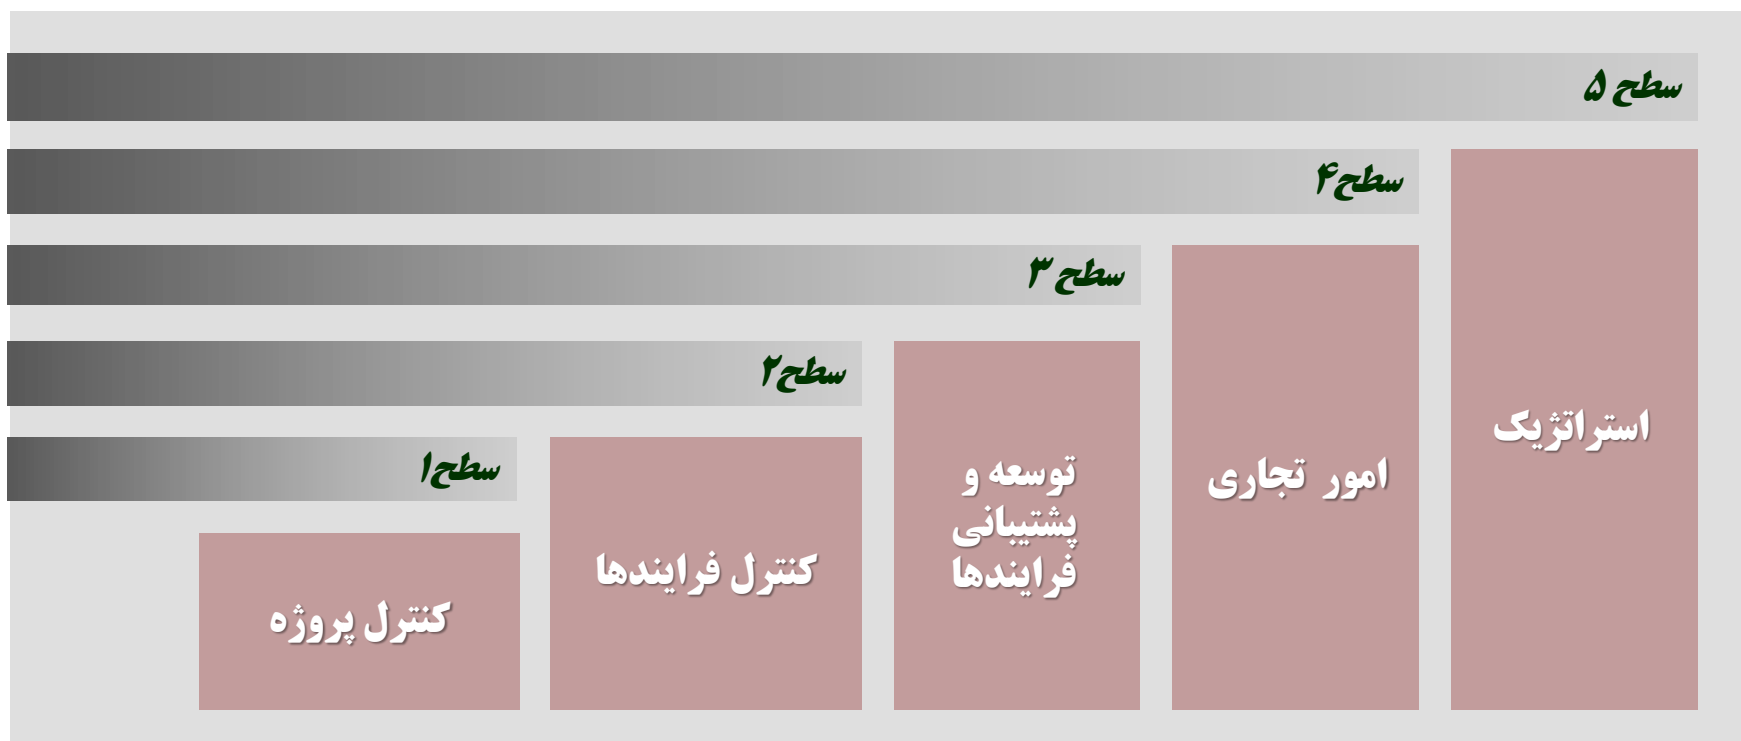 سطح ۵
سطح۴
سطح ۳
سطح۲
سطح۱
استراتژیک
امور تجاری
توسعه و
پشتیبانی
فرایندها
کنترل فرایندها
کنترل پروژه